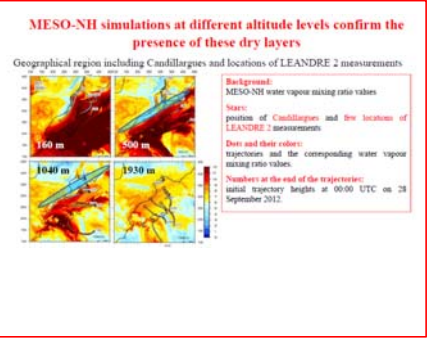 MESO-NH simulations at different altitude levels confirm the
presence of these dry layers
Geographical region including Candillargues and locations of LEANDRE 2 measurements
160 m
500 m
1040 m
1930 m
Background:
MESO-NH water vapour mixing ratio values
Stars:
position of Candillargues and few locations of
LEANDRE 2 measurements
Dots and their colors:
trajectories and the corresponding water vapour
mixing ratio values.
Numbers at the end of the trajectories:
initial trajectory heights at 00:00 UTC on 28
September 2012.